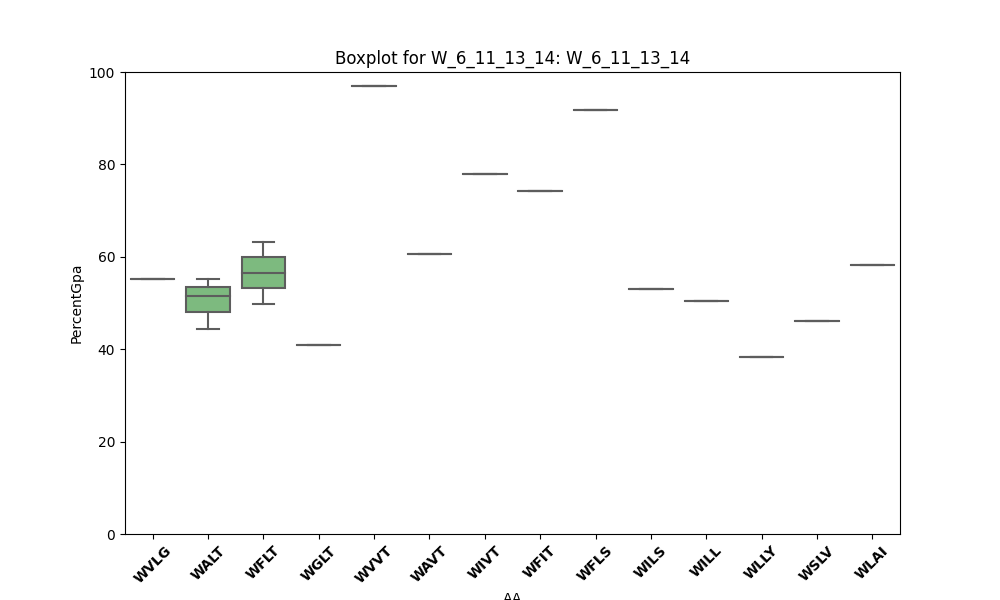 Boxplot for W_6_11_13_14: W_6_11_13_14
PercentGpa
100
80
60
40
20
0
WVLG WALT WFLT WGLT WVVT WAVT WIVT WFIT WFLS WILS WILL WLLY WSLV WLAI
AA